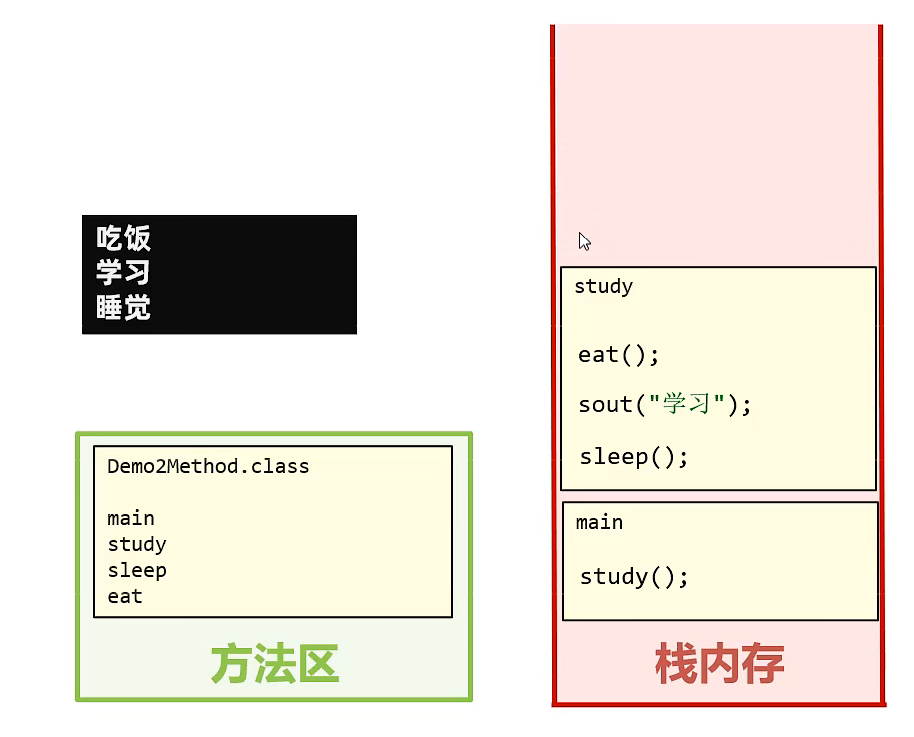 吃饭
学习
睡觉
Demo2Method.class
main
study
sleep
eat
方法区
study
eat();
sout("学习");
sleep();
main
study();
栈内存